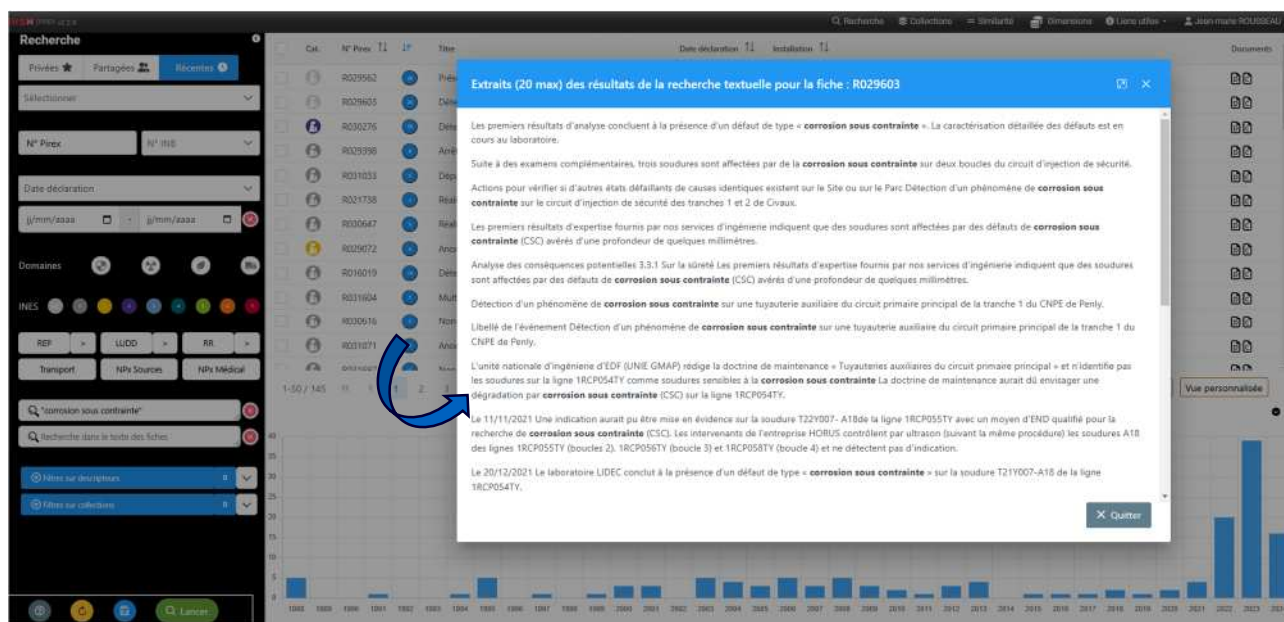 Recherche Collections Similarité Dimensions Liens utiles Jean-marie ROUSSEAU
Recherche
Privées Partagées Récentes
Sélectionner
N° Pirex N° INB
Date déclaration
jj/mm/aaaa - jj/mm/aaaa
Domaines
INES
REP > LUDD > RR >
Transport NPx Sources NPx Médical
"corrosion sous contrainte"
Recherche dans le texte des fiches
Filtres sur descripteurs 0
Filtres sur collections 0
Lancer
Cat. N° Pirex Titre Date déclaration Installation Documents
R029562
R029603
R030276
R029398
R031033
R021738
R030647
R029072
R016019
R031604
R030616
R031071
1-50 / 145 1 2 3
Vue personnalisée
Extraits (20 max) des résultats de la recherche textuelle pour la fiche : R029603
Les premiers résultats d'analyse concluent à la présence d'un défaut de type « corrosion sous contrainte ». La caractérisation détaillée des défauts est en
cours au laboratoire.
Suite à des examens complémentaires, trois soudures sont affectées par de la corrosion sous contrainte sur deux boucles du circuit d'injection de sécurité.
Actions pour vérifier si d'autres états défaillants de causes identiques existent sur le Site ou sur le Parc Détection d'un phénomène de corrosion sous
contrainte sur le circuit d'injection de sécurité des tranches 1 et 2 de Civaux.
Les premiers résultats d'expertise fournis par nos services d'ingénierie indiquent que des soudures sont affectées par des défauts de corrosion sous
contrainte (CSC) avérés d'une profondeur de quelques millimètres.
Analyse des conséquences potentielles 3.3.1 Sur la sûreté Les premiers résultats d'expertise fournis par nos services d'ingénierie indiquent que des soudures
sont affectées par des défauts de corrosion sous contrainte (CSC) avérés d'une profondeur de quelques millimètres.
Détection d'un phénomène de corrosion sous contrainte sur une tuyauterie auxiliaire du circuit primaire principal de la tranche 1 du CNPE de Penly.
Libellé de l'événement Détection d'un phénomène de corrosion sous contrainte sur une tuyauterie auxiliaire du circuit primaire principal de la tranche 1 du
CNPE de Penly.
L'unité nationale d'ingénierie d'EDF (UNIE GMAP) rédige la doctrine de maintenance « Tuyauteries auxiliaires du circuit primaire principal » et n'identifie pas
les soudures sur la ligne 1RCP054TY comme soudures sensibles à la corrosion sous contrainte La doctrine de maintenance aurait dû envisager une
dégradation par corrosion sous contrainte (CSC) sur la ligne 1RCP054TY.
Le 11/11/2021 Une indication aurait pu être mise en évidence sur la soudure T22Y007- A18de la ligne 1RCP055TY avec un moyen d'END qualifié pour la
recherche de corrosion sous contrainte (CSC). Les intervenants de l'entreprise HORUS contrôlent par ultrason (suivant la même procédure) les soudures A18
des lignes 1RCP055TY (boucles 2). 1RCP056TY (boucle 3) et 1RCP058TY (boucle 4) et ne détectent pas d'indication.
Le 20/12/2021 Le laboratoire LIDEC conclut à la présence d'un défaut de type « corrosion sous contrainte » sur la soudure T21Y007-A18 de la ligne
1RCP054TY.
Quitter
40
35
30
25
20
15
10
5
0